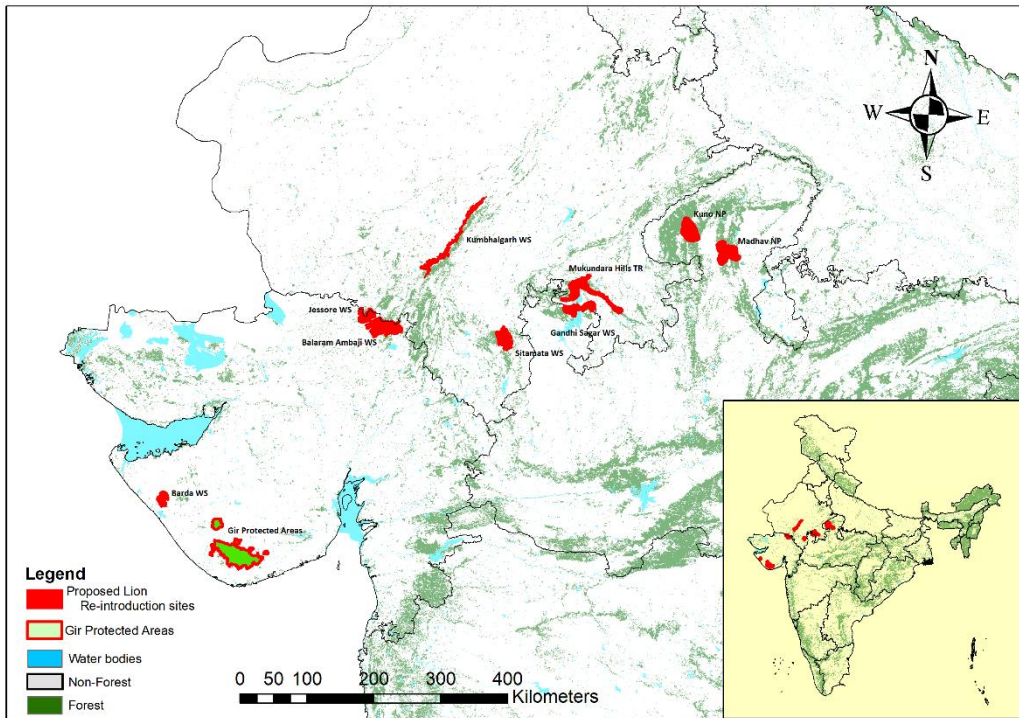 N
W
E
S
Kuno NP
Madhav NP
Kumbhalgarh WS
Mukundara Hills TR
Jessore WS
Balaram Ambaji WS
Gandhi Sagar WS
Sitamata WS
Barda WS
Gir Protected Areas
Legend
Proposed Lion
Re-introduction sites
Gir Protected Areas
Water bodies
Non-Forest
Forest
0 50 100 200 300 400
Kilometers